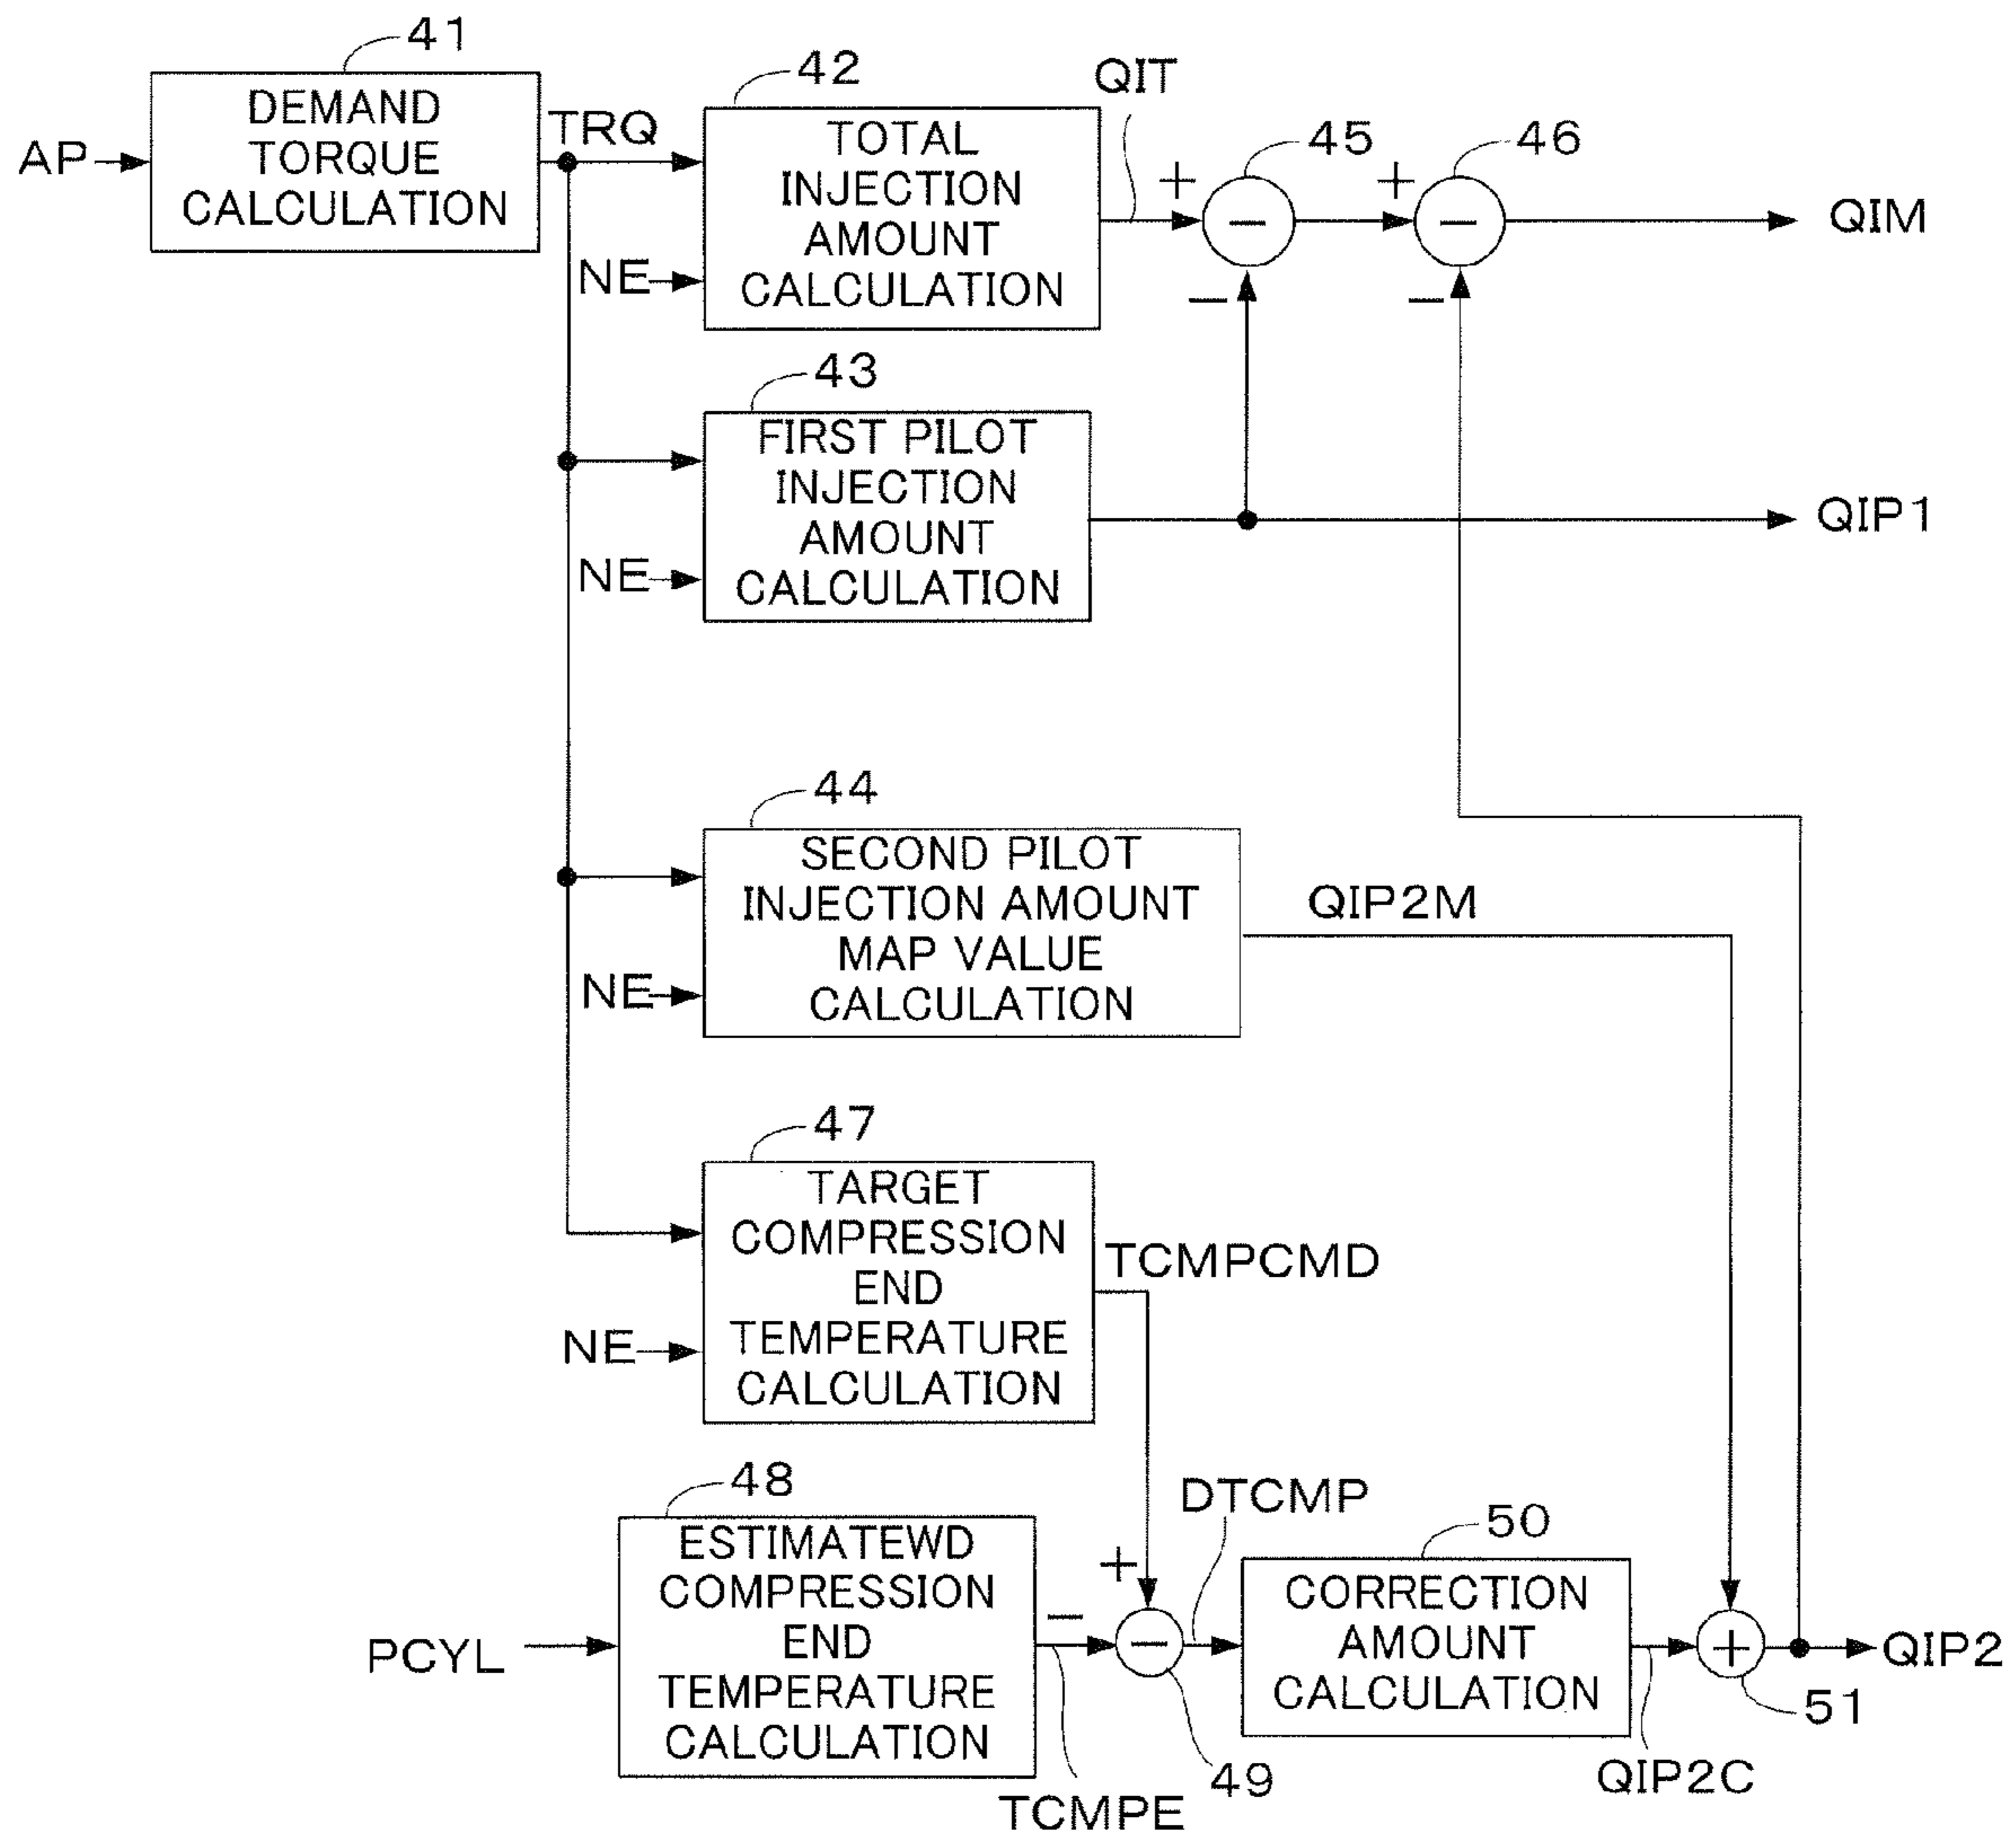 41
DEMAND
TORQUE
CALCULATION
AP
TRQ
42
TOTAL
INJECTION
AMOUNT
CALCULATION
NE
QIT
+
−
45
−
+
−
46
−
QIM
43
FIRST PILOT
INJECTION
AMOUNT
CALCULATION
NE
QIP1
44
SECOND PILOT
INJECTION AMOUNT
MAP VALUE
CALCULATION
NE
QIP2M
47
TARGET
COMPRESSION
END
TEMPERATURE
CALCULATION
NE
TCMPCMD
48
ESTIMATEWD
COMPRESSION
END
TEMPERATURE
CALCULATION
PCYL
TCMPE
+
−
−
49
DTCMP
50
CORRECTION
AMOUNT
CALCULATION
QIP2C
+
51
QIP2